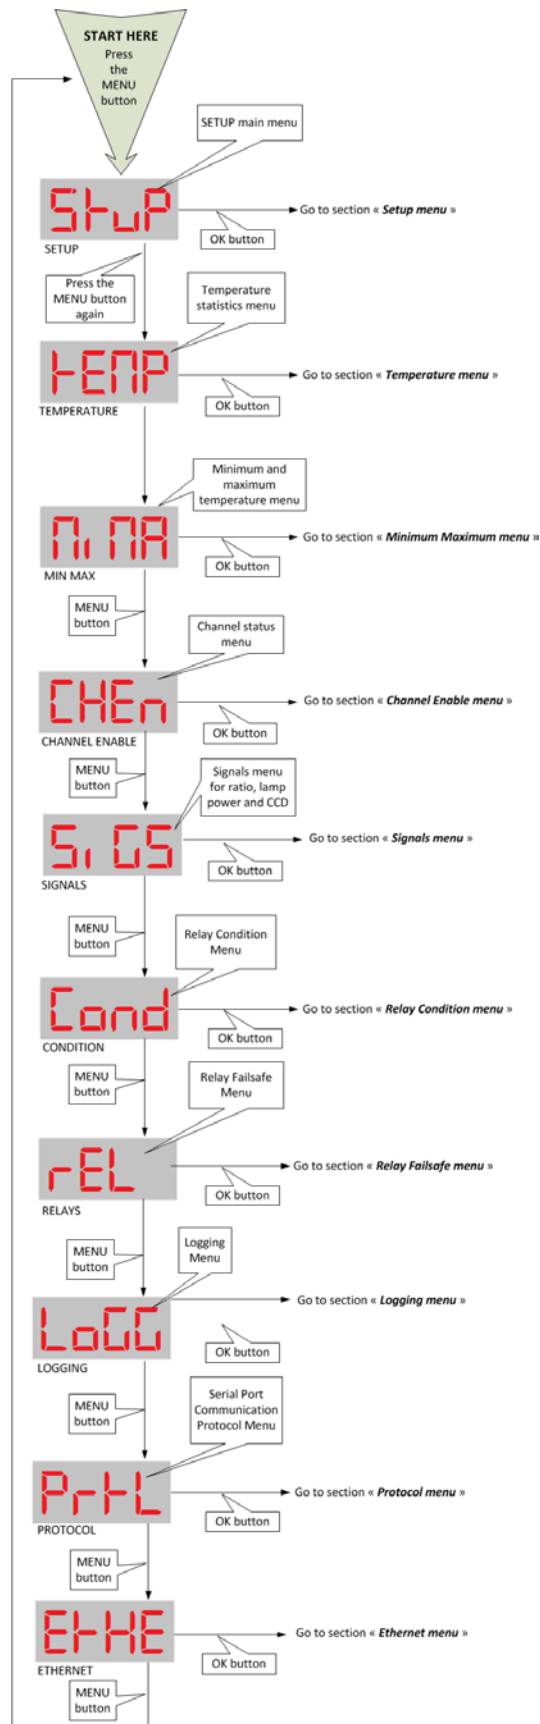 START HERE
Press
the
MENU
button
SETUP main menu
StuP
Go to section « Setup menu »
OK button
SETUP
Press the
MENU button
again
Temperature
statistics menu
tEMP
Go to section « Temperature menu »
OK button
TEMPERATURE
Minimum and
maximum
temperature menu
Mi MA
Go to section « Minimum Maximum menu »
OK button
MIN MAX
MENU
button
Channel status
menu
CHEn
Go to section « Channel Enable menu »
OK button
CHANNEL ENABLE
MENU
button
Signals menu
for ratio, lamp
power and CCD
Si GS
Go to section « Signals menu »
OK button
SIGNALS
MENU
button
Relay Condition
Menu
Cond
Go to section « Relay Condition menu »
OK button
CONDITION
MENU
button
Relay Failsafe
Menu
rEL
Go to section « Relay Failsafe menu »
OK button
RELAYS
MENU
button
Logging
Menu
LoGG
Go to section « Logging menu »
OK button
LOGGING
MENU
button
Serial Port
Communication
Protocol Menu
PrtL
Go to section « Protocol menu »
OK button
PROTOCOL
MENU
button
EtHE
Go to section « Ethernet menu »
OK button
ETHERNET
MENU
button